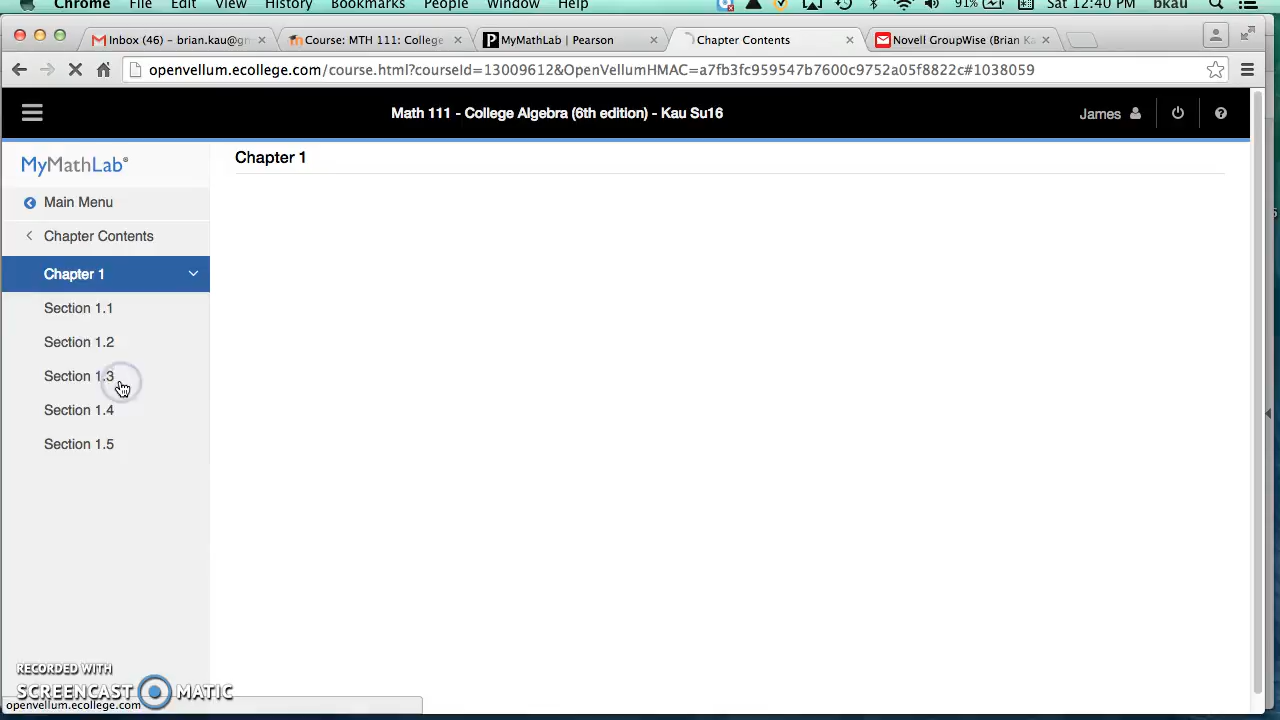 Chrome File Edit View History Bookmarks People Window Help 91% Sat 12:40 PM bkau
Inbox (46) – brian.kau@gm Course: MTH 111: College MyMathLab | Pearson Chapter Contents Novell GroupWise (Brian Ka
openvellum.ecollege.com/course.html?courseId=13009612&OpenVellumHMAC=a7fb3fc959547b7600c9752a05f8822c#1038059
Math 111 - College Algebra (6th edition) - Kau Su16 James
MyMathLab®
Chapter 1
Main Menu
Chapter Contents
Chapter 1
Section 1.1
Section 1.2
Section 1.3
Section 1.4
Section 1.5
RECORDED WITH
SCREENCAST MATIC
openvellum.ecollege.com